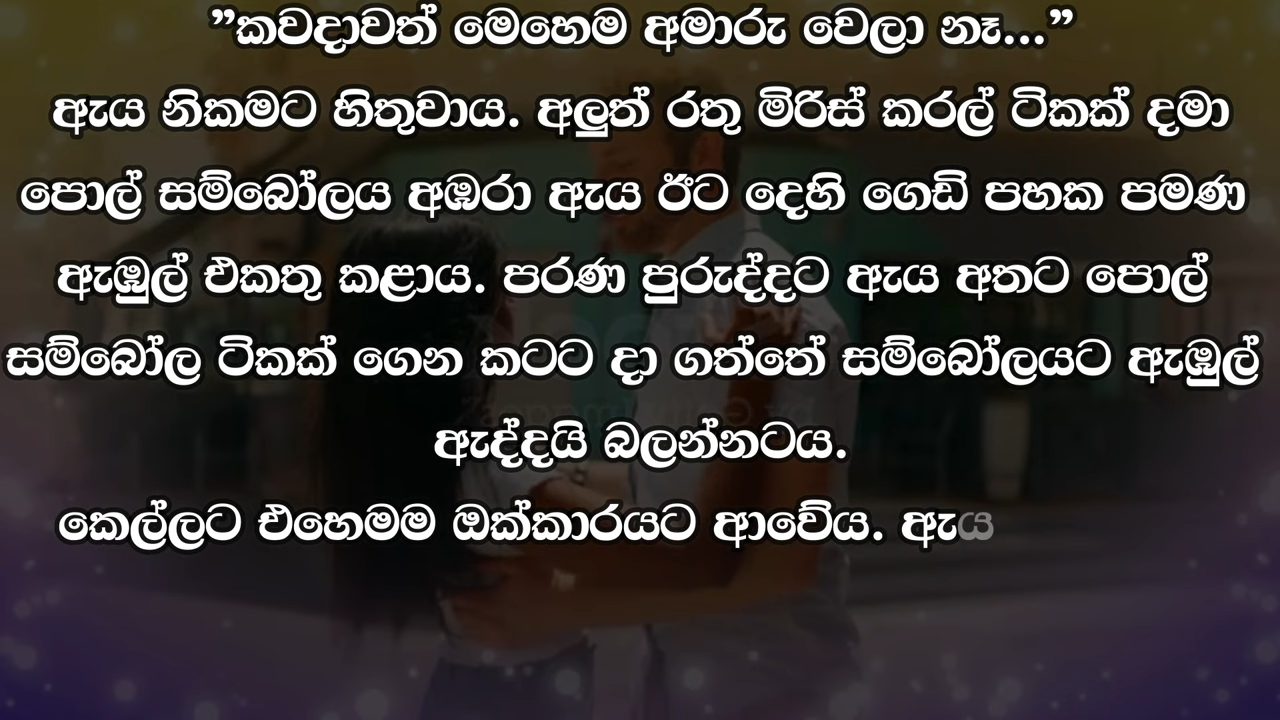 ”කවදාවත් මෙහෙම අමාරු වෙලා නෑ...”
ඇය නිකමට හිතුවාය. අලුත් රතු මිරිස් කරල් ටිකක් දමා
පොල් සම්බෝලය අඹරා ඇය ඊට දෙහි ගෙඩි පහක පමණ
ඇඹුල් එකතු කළාය. පරණ පුරුද්දට ඇය අතට පොල්
සම්බෝල ටිකක් ගෙන කටට දා ගත්තේ සම්බෝලයට ඇඹුල්
ඇද්දයි බලන්නටය.
කෙල්ලට එහෙමම ඔක්කාරයට ආවේය. ඇය